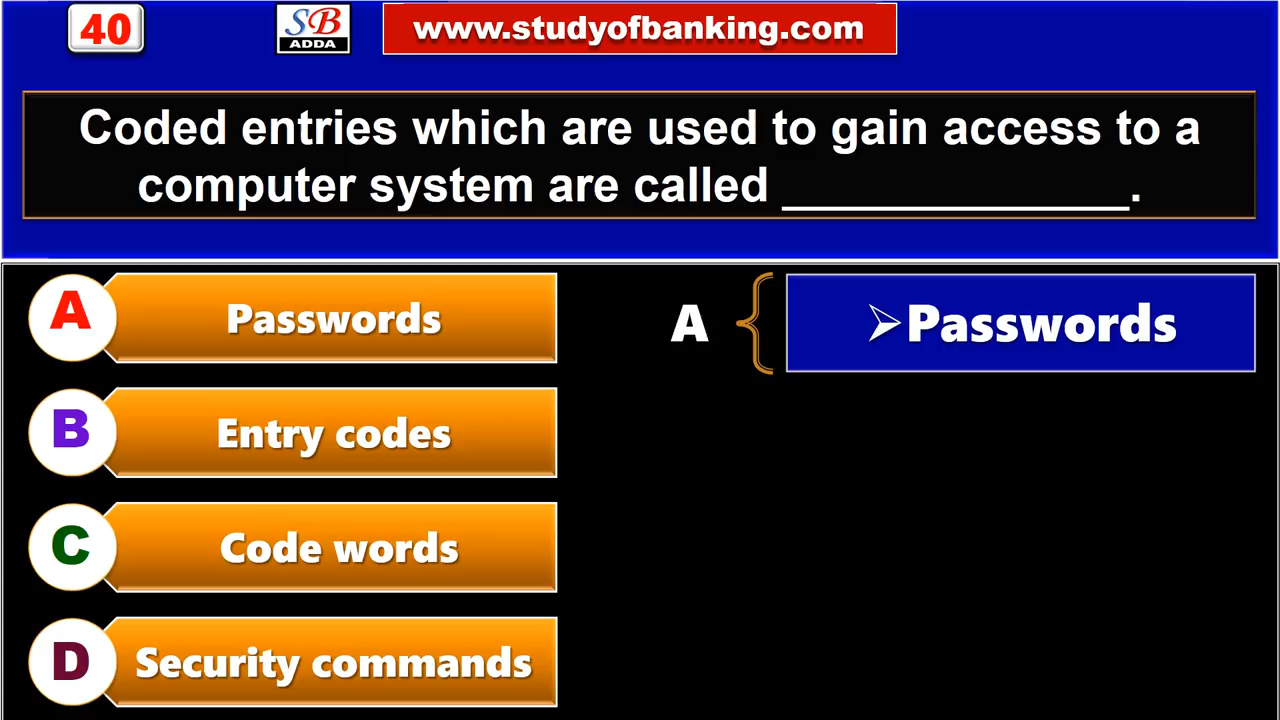 40
SB
ADDA
www.studyofbanking.com
Coded entries which are used to gain access to a
computer system are called ______________.
A
Passwords
B
Entry codes
C
Code words
D
Security commands
A
➢Passwords